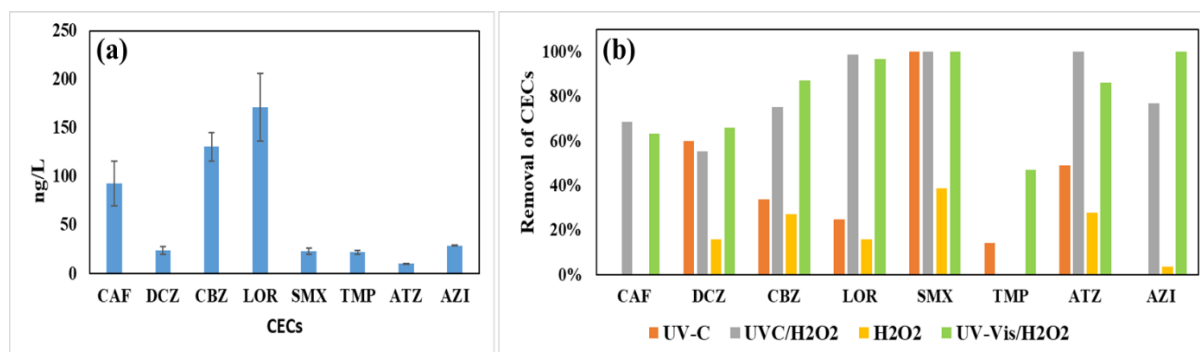 (a)
250
200
150
100
50
0
ng/L
CAF DCZ CBZ LOR SMX TMP ATZ AZI
CECs
(b)
100%
80%
60%
40%
20%
0%
Removal of CECs
CAF DCZ CBZ LOR SMX TMP ATZ AZI
UV-C UVC/H2O2 H2O2 UV-Vis/H2O2